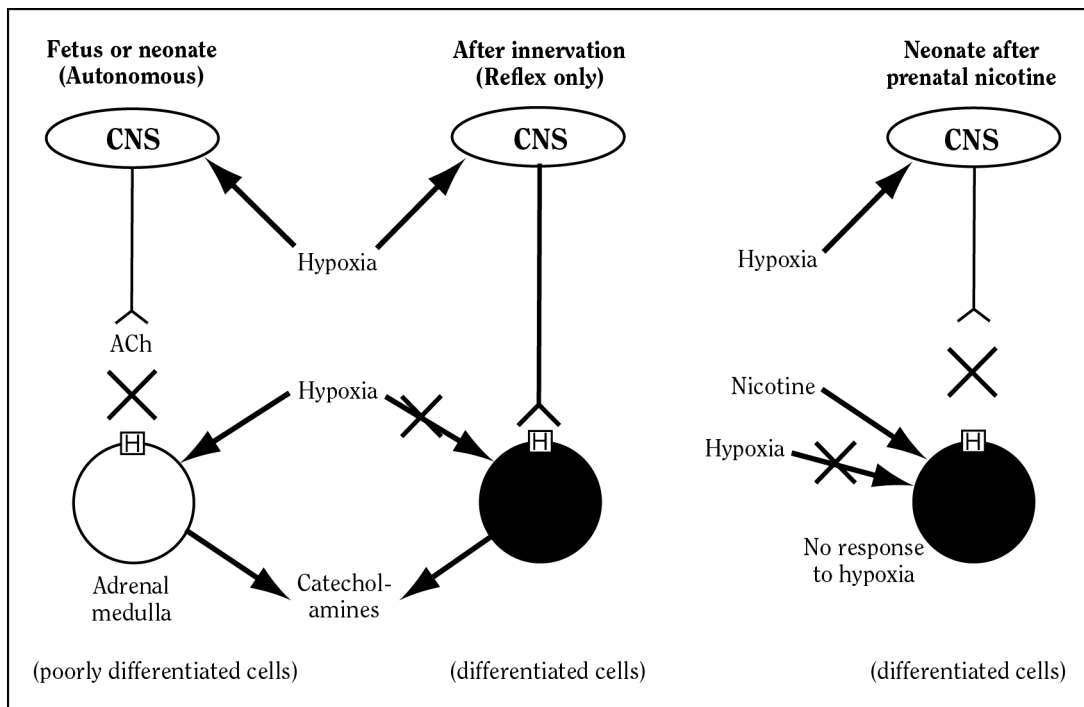 Fetus or neonate
(Autonomous)
After innervation
(Reflex only)
Neonate after
prenatal nicotine
CNS
CNS
CNS
Hypoxia
Hypoxia
ACh
Hypoxia
Nicotine
Hypoxia
H
H
H
No response
to hypoxia
Adrenal
medulla
Catechol-
amines
(poorly differentiated cells)
(differentiated cells)
(differentiated cells)